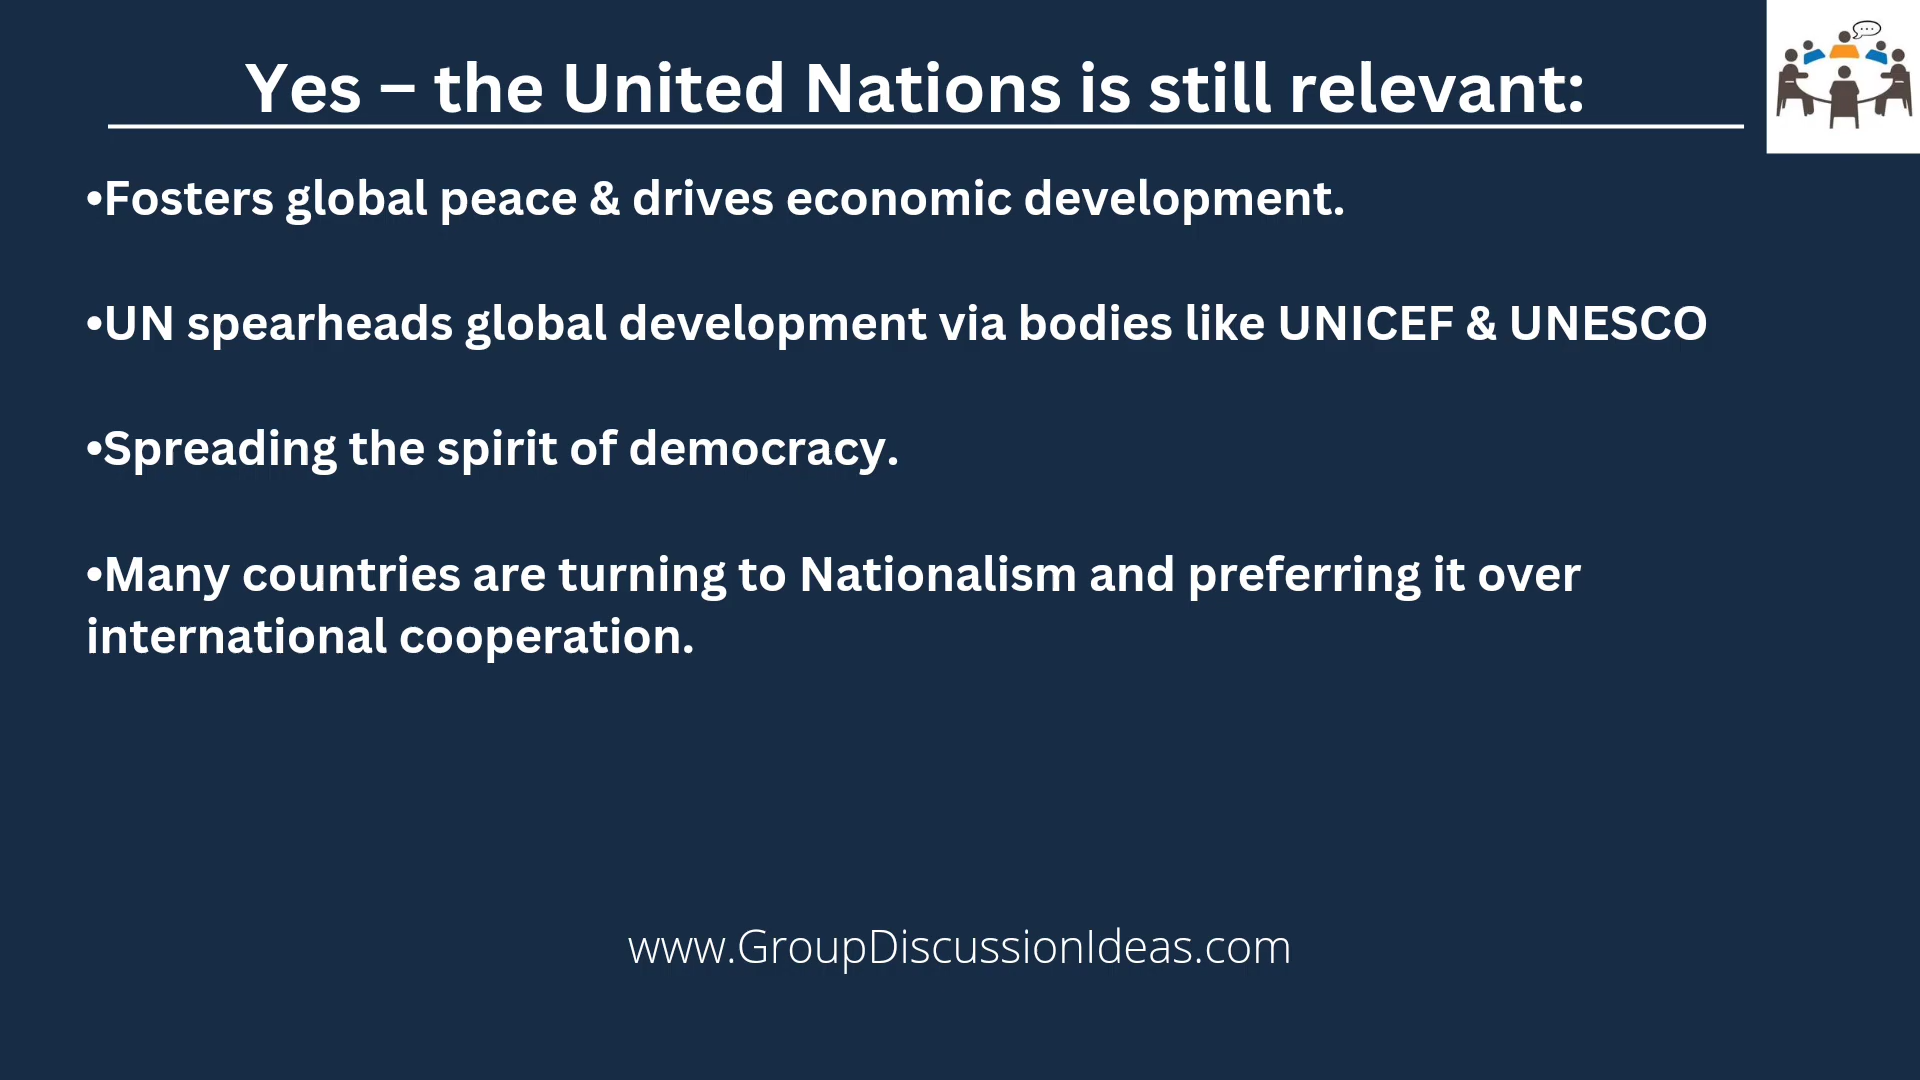 Yes – the United Nations is still relevant:
•Fosters global peace & drives economic development.
•UN spearheads global development via bodies like UNICEF & UNESCO
•Spreading the spirit of democracy.
•Many countries are turning to Nationalism and preferring it over
international cooperation.
www.GroupDiscussionIdeas.com